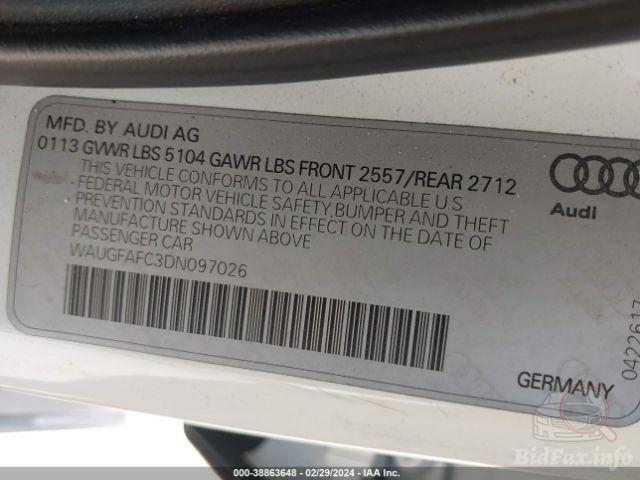 MFD. BY AUDI AG
0113 GVWR LBS 5104 GAWR LBS FRONT 2557/REAR 2712
THIS VEHICLE CONFORMS TO ALL APPLICABLE U S
FEDERAL MOTOR VEHICLE SAFETY,BUMPER AND THEFT
PREVENTION STANDARDS IN EFFECT ON THE DATE OF
MANUFACTURE SHOWN ABOVE
PASSENGER CAR
WAUGFAFC3DN097026
Audi
0422617
GERMANY
BidFax.info
000-38863648 - 02/29/2024 - IAA Inc.